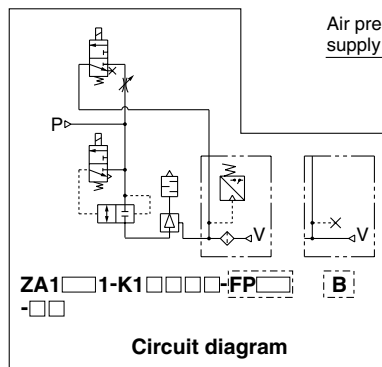 Air pre
supply
P
V
V
ZA1□□1-K1□□□□-FP□□ B
-□□
Circuit diagram